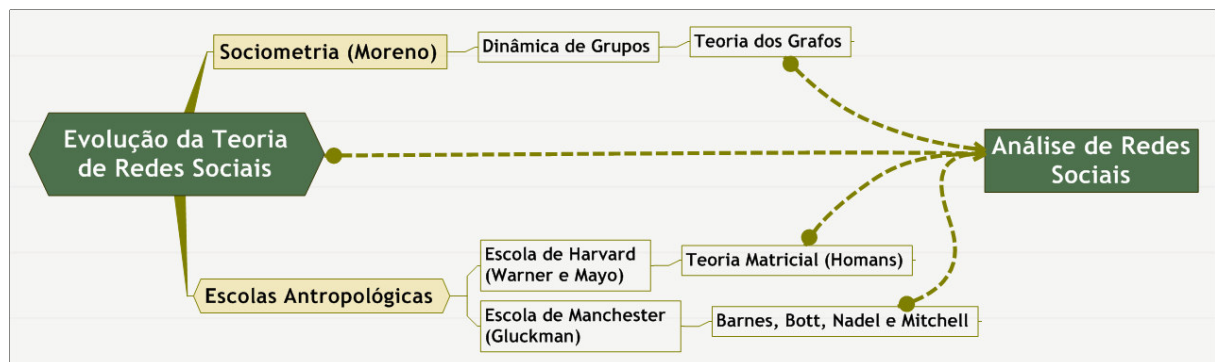 Sociometria (Moreno)
Dinâmica de Grupos
Teoria dos Grafos
Evolução da Teoria
de Redes Sociais
Análise de Redes
Sociais
Escolas Antropológicas
Escola de Harvard
(Warner e Mayo)
Teoria Matricial (Homans)
Escola de Manchester
(Gluckman)
Barnes, Bott, Nadel e Mitchell